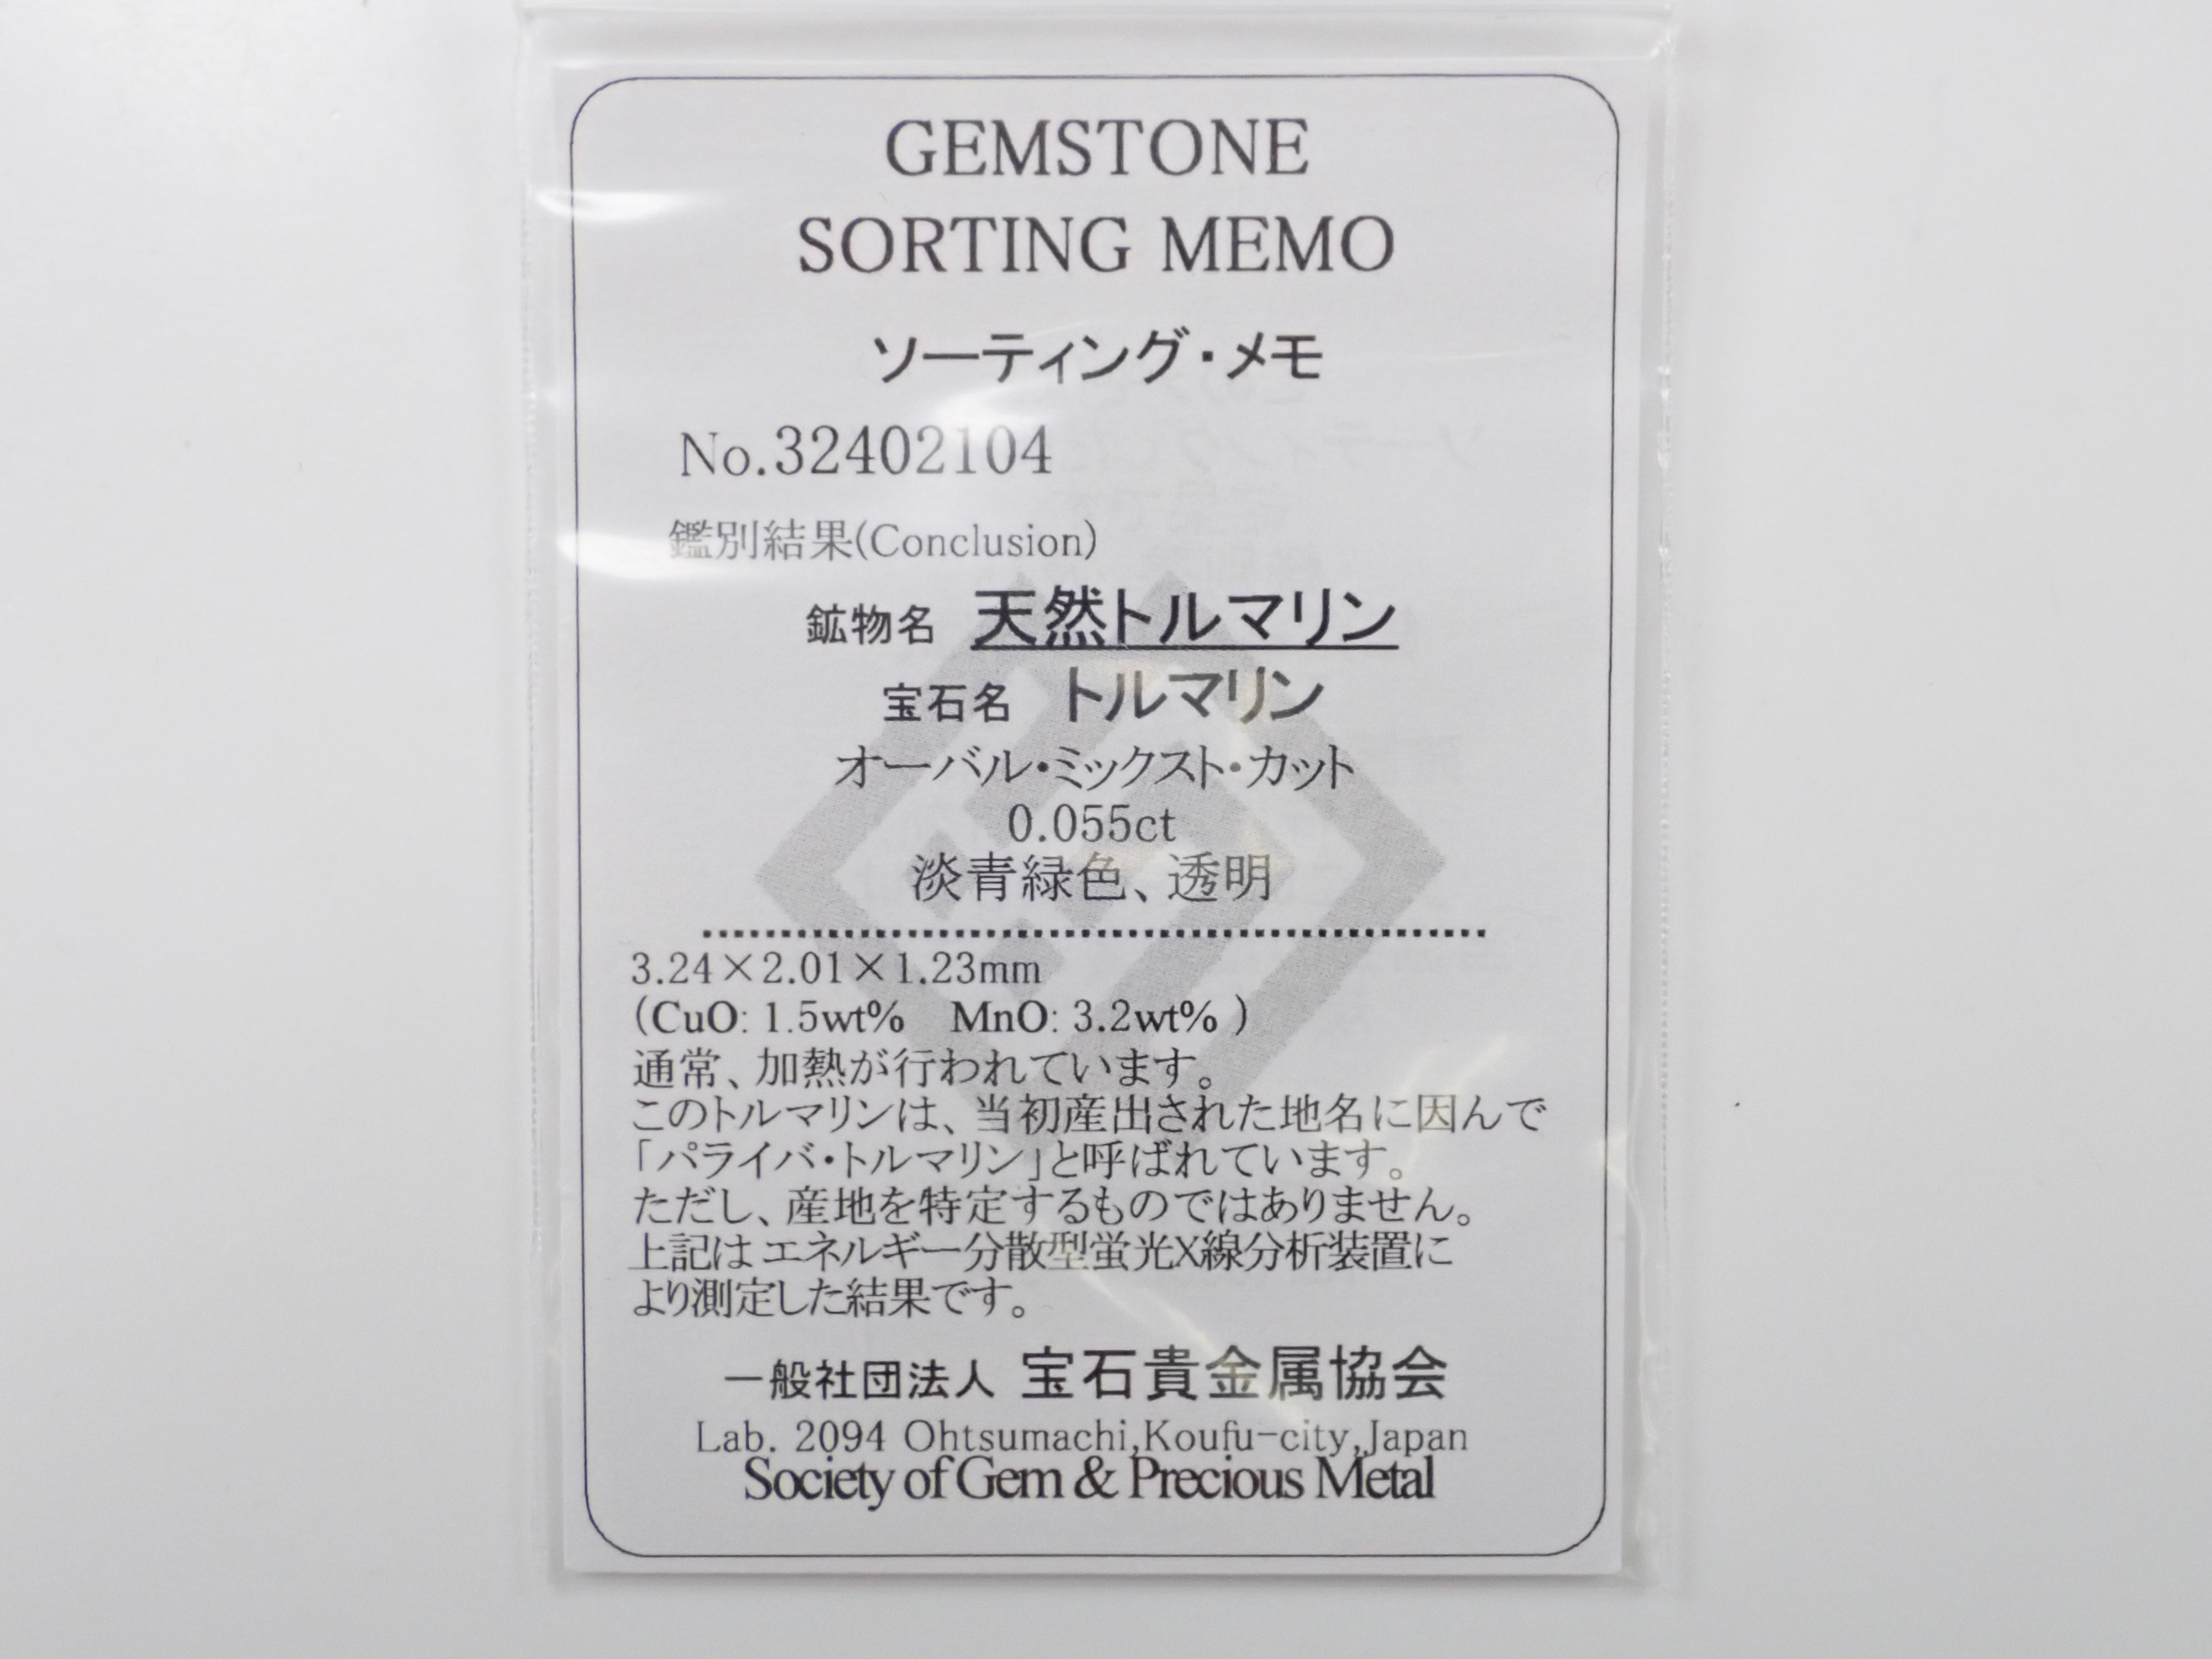 GEMSTONE
SORTING MEMO
ソーティング・メモ
No.32402104
鑑別結果(Conclusion)
鉱物名 天然トルマリン
宝石名 トルマリン
オーバル・ミックスト・カット
0.055ct
淡青緑色、透明
3.24×2.01×1.23mm
(CuO: 1.5wt% MnO: 3.2wt% )
通常、加熱が行われています。
このトルマリンは、当初産出された地名に因んで
「パライバ・トルマリン」と呼ばれています。
ただし、産地を特定するものではありません。
上記はエネルギー分散型蛍光X線分析装置に
より測定した結果です。
一般社団法人 宝石貴金属協会
Lab. 2094 Ohtsumachi,Koufu-city,Japan
Society of Gem & Precious Metal